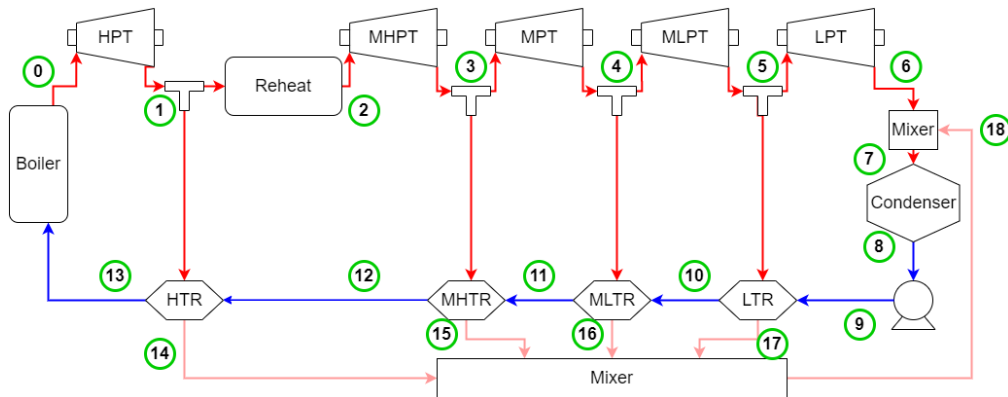 HPT
MHPT
MPT
MLPT
LPT
0
1
Reheat
2
3
4
5
6
Mixer
18
Boiler
7
Condenser
8
13
HTR
12
MHTR
11
MLTR
10
LTR
9
14
15
16
17
Mixer